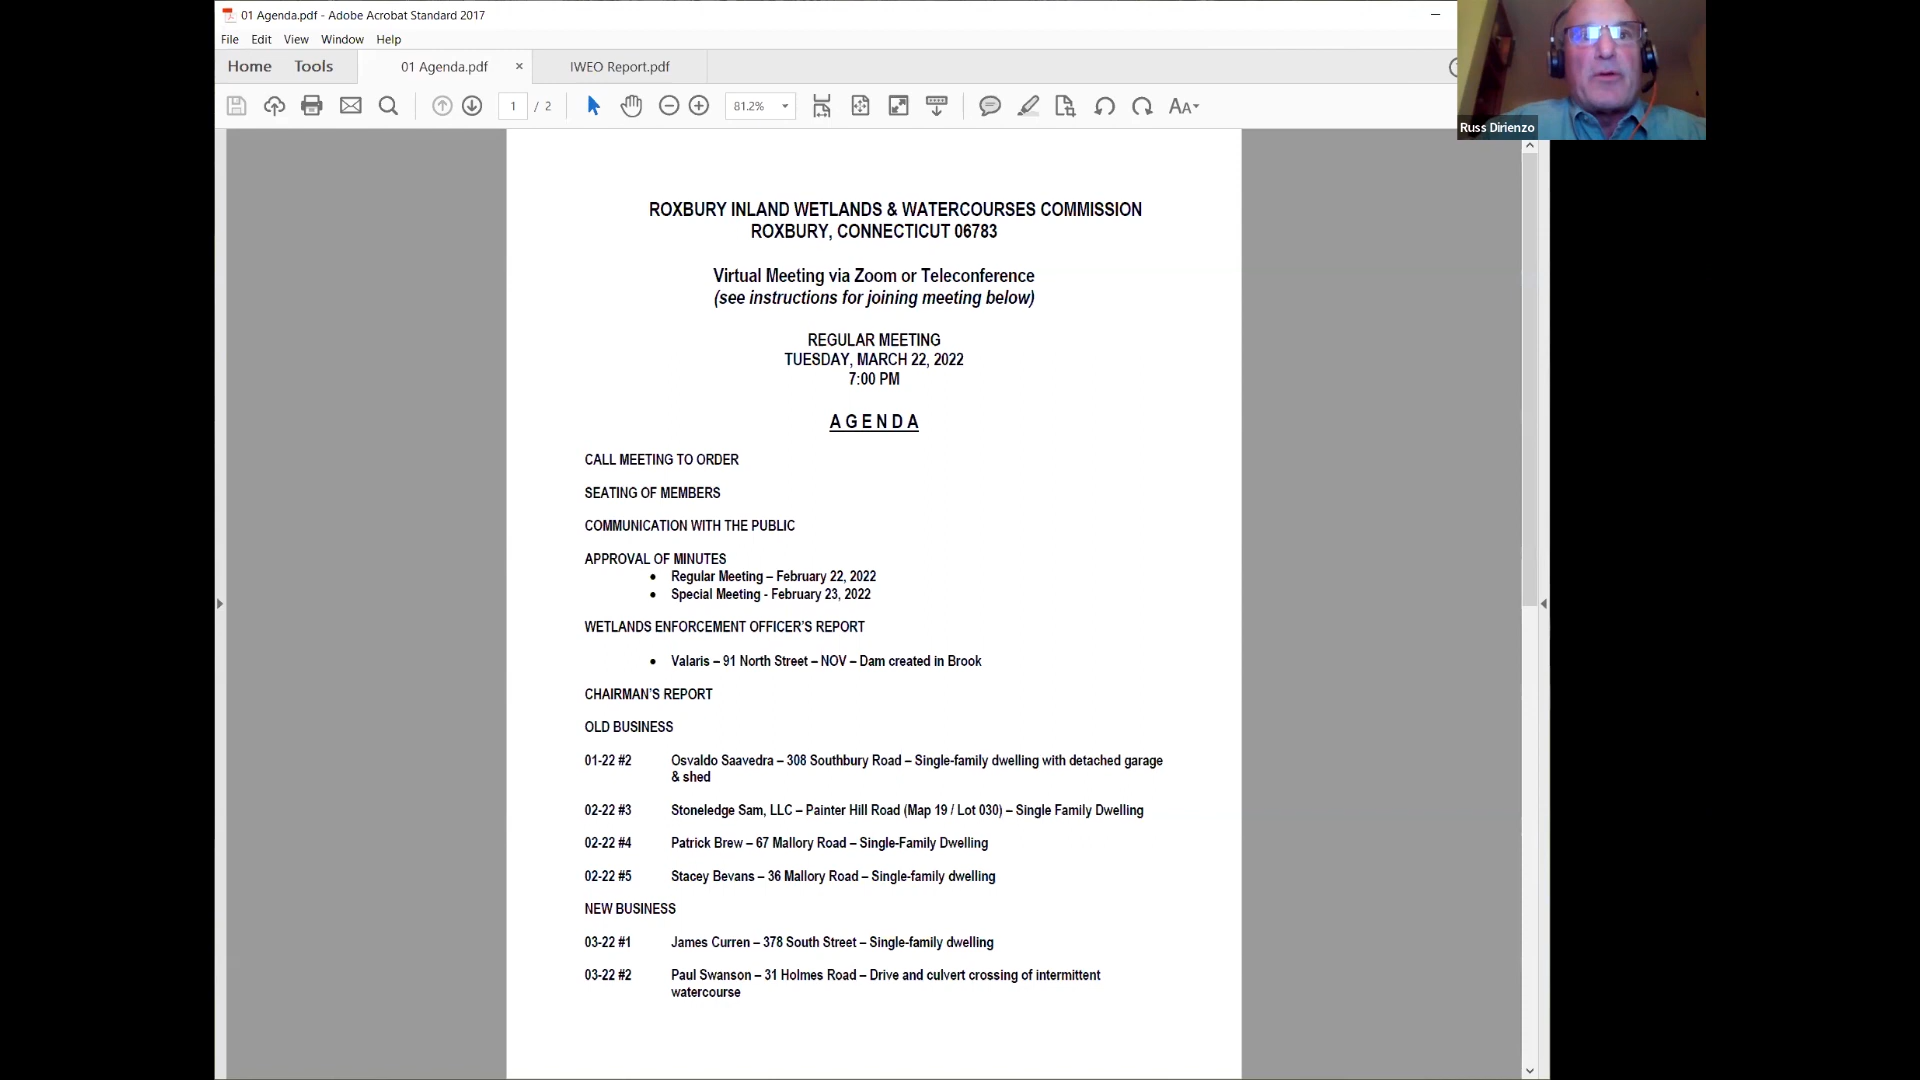 01 Agenda.pdf - Adobe Acrobat Standard 2017
File Edit View Window Help
Home Tools 01 Agenda.pdf × IWEO Report.pdf
1 / 2 81.2%
Russ Dirienzo
ROXBURY INLAND WETLANDS & WATERCOURSES COMMISSION
ROXBURY, CONNECTICUT 06783
Virtual Meeting via Zoom or Teleconference
(see instructions for joining meeting below)
REGULAR MEETING
TUESDAY, MARCH 22, 2022
7:00 PM
AGENDA
CALL MEETING TO ORDER
SEATING OF MEMBERS
COMMUNICATION WITH THE PUBLIC
APPROVAL OF MINUTES
• Regular Meeting – February 22, 2022
• Special Meeting - February 23, 2022
WETLANDS ENFORCEMENT OFFICER'S REPORT
• Valaris – 91 North Street – NOV – Dam created in Brook
CHAIRMAN'S REPORT
OLD BUSINESS
01-22 #2 Osvaldo Saavedra – 308 Southbury Road – Single-family dwelling with detached garage
& shed
02-22 #3 Stoneledge Sam, LLC – Painter Hill Road (Map 19 / Lot 030) – Single Family Dwelling
02-22 #4 Patrick Brew – 67 Mallory Road – Single-Family Dwelling
02-22 #5 Stacey Bevans – 36 Mallory Road – Single-family dwelling
NEW BUSINESS
03-22 #1 James Curren – 378 South Street – Single-family dwelling
03-22 #2 Paul Swanson – 31 Holmes Road – Drive and culvert crossing of intermittent
watercourse